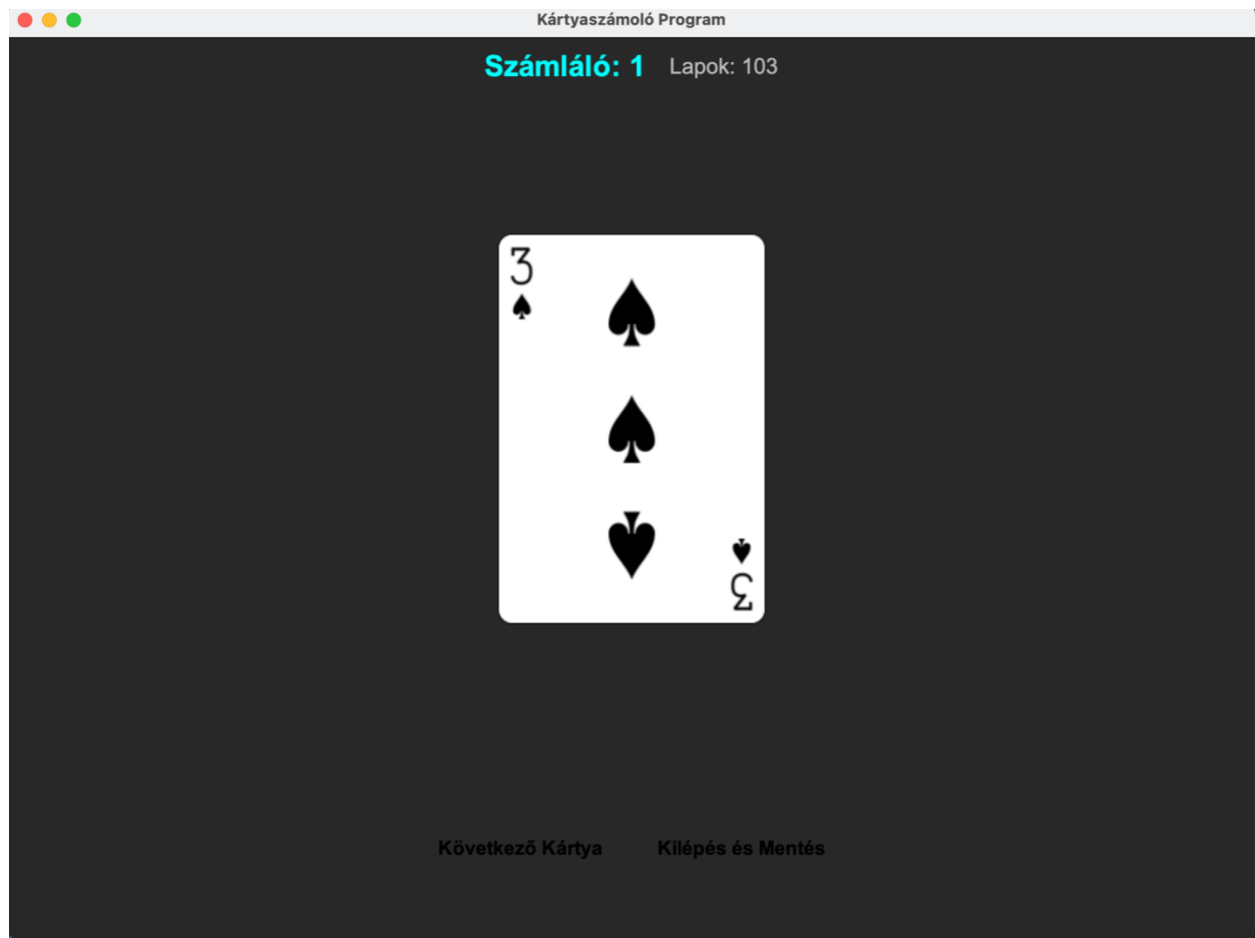 Kártyaszámoló Program
Számláló: 1 Lapok: 103
3
3
Következő Kártya Kilépés és Mentés